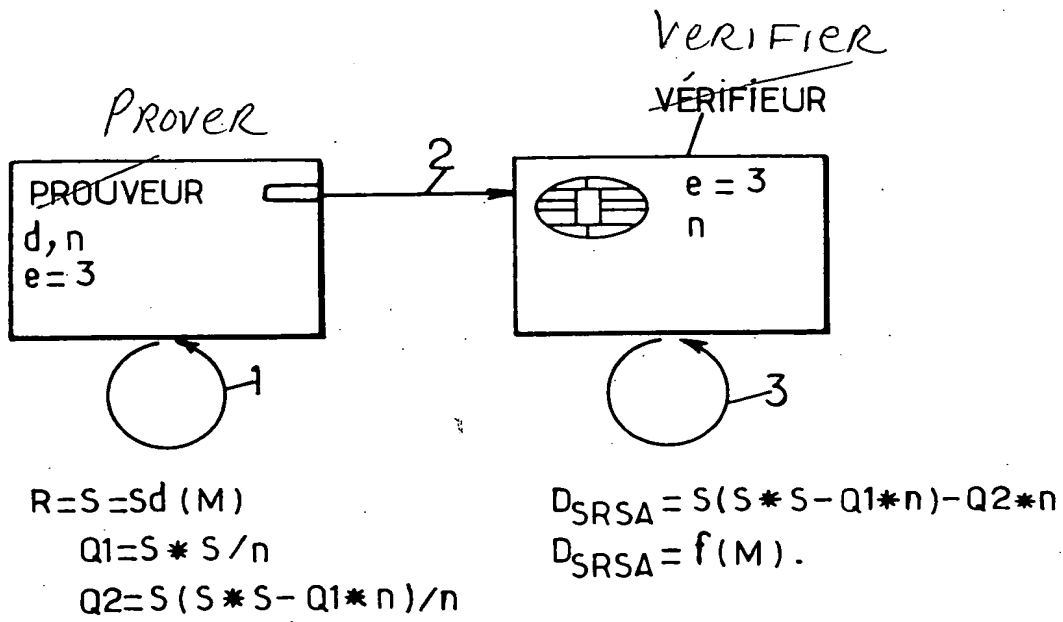 VERIFIER
VÉRIFIEUR
PROVER
PROUVEUR
d,n
e=3
2
e=3
n
1
3
R=S=Sd(M)
Q1=S*S/n
Q2=S(S*S-Q1*n)/n
DSRSA=S(S*S-Q1*n)-Q2*n
DSRSA=f(M).